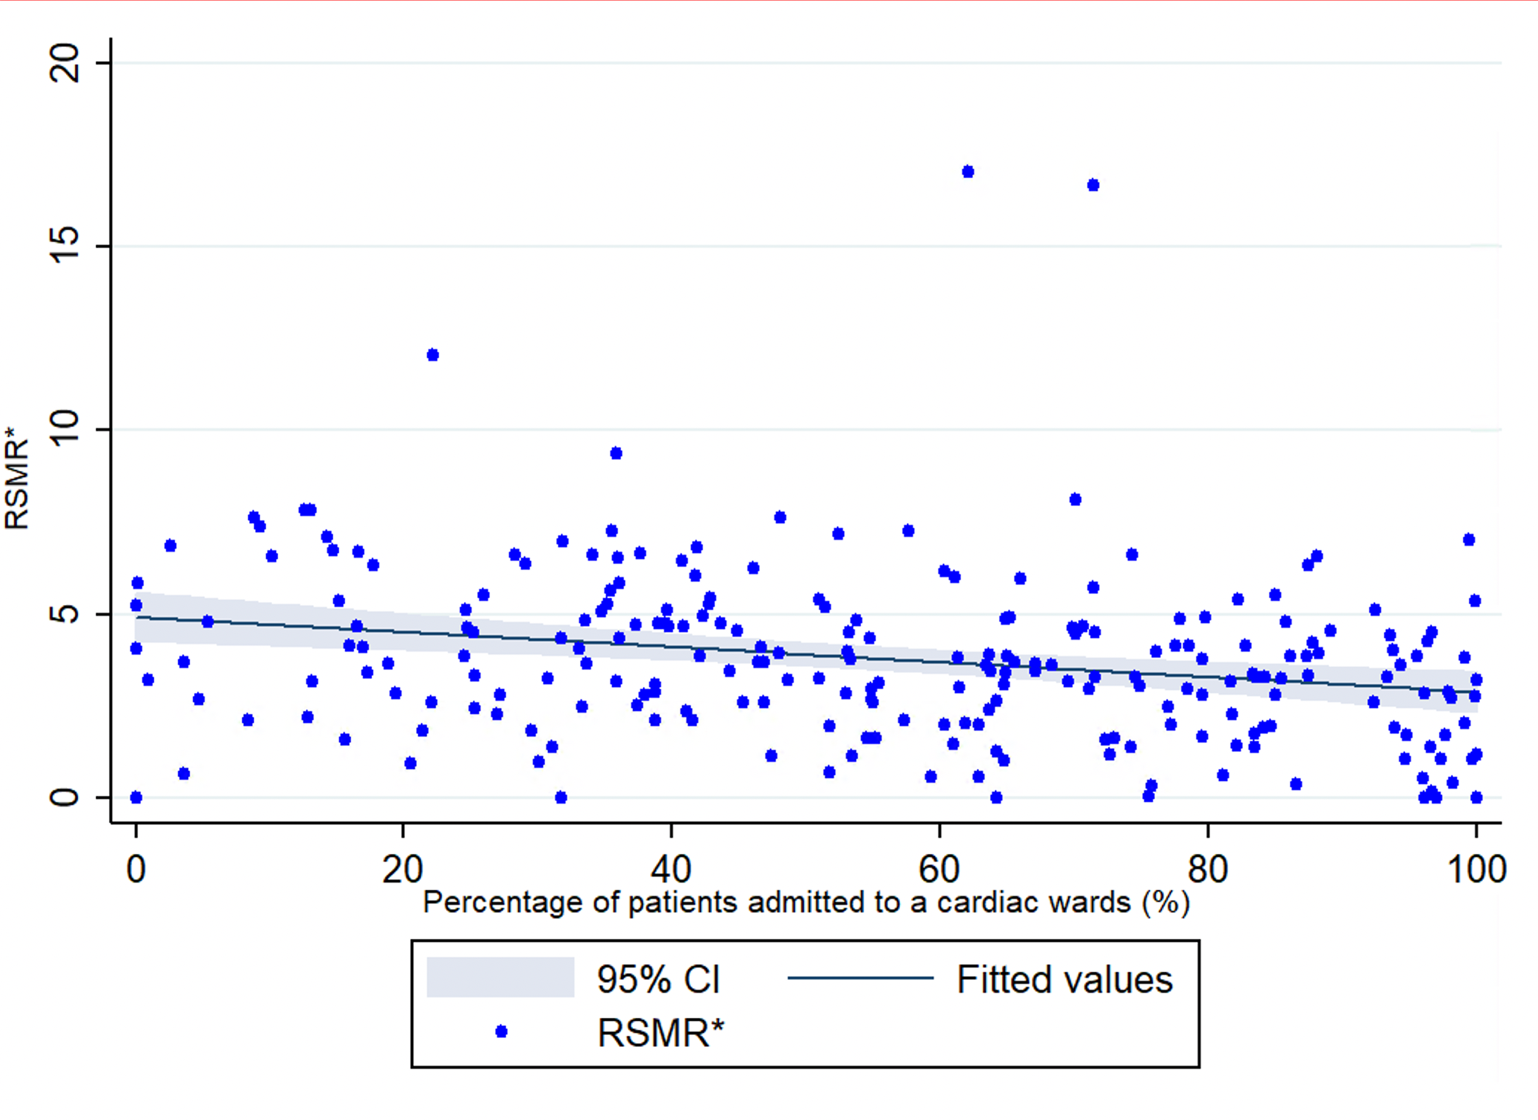 20
15
10
5
0
RSMR*
0 20 40 60 80 100
Percentage of patients admitted to a cardiac wards (%)
95% CI Fitted values
RSMR*